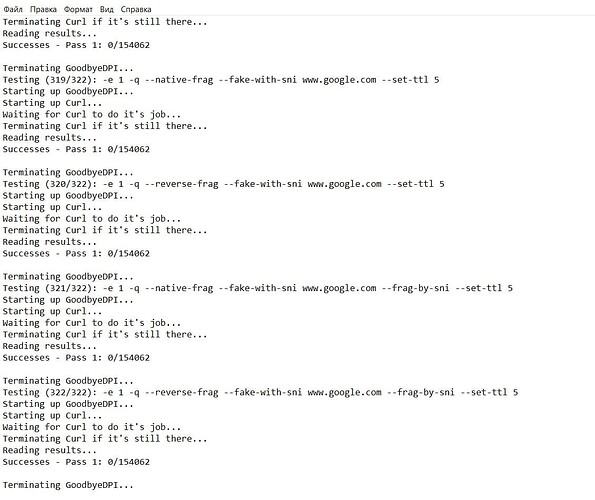 Файл Правка Формат Вид Справка
Terminating Curl if it's still there...
Reading results...
Successes - Pass 1: 0/154062
Terminating GoodbyeDPI...
Testing (319/322): -e 1 -q --native-frag --fake-with-sni www.google.com --set-ttl 5
Starting up GoodbyeDPI...
Starting up Curl...
Waiting for Curl to do it's job...
Terminating Curl if it's still there...
Reading results...
Successes - Pass 1: 0/154062
Terminating GoodbyeDPI...
Testing (320/322): -e 1 -q --reverse-frag --fake-with-sni www.google.com --set-ttl 5
Starting up GoodbyeDPI...
Starting up Curl...
Waiting for Curl to do it's job...
Terminating Curl if it's still there...
Reading results...
Successes - Pass 1: 0/154062
Terminating GoodbyeDPI...
Testing (321/322): -e 1 -q --native-frag --fake-with-sni www.google.com --frag-by-sni --set-ttl 5
Starting up GoodbyeDPI...
Starting up Curl...
Waiting for Curl to do it's job...
Terminating Curl if it's still there...
Reading results...
Successes - Pass 1: 0/154062
Terminating GoodbyeDPI...
Testing (322/322): -e 1 -q --reverse-frag --fake-with-sni www.google.com --frag-by-sni --set-ttl 5
Starting up GoodbyeDPI...
Starting up Curl...
Waiting for Curl to do it's job...
Terminating Curl if it's still there...
Reading results...
Successes - Pass 1: 0/154062
Terminating GoodbyeDPI...